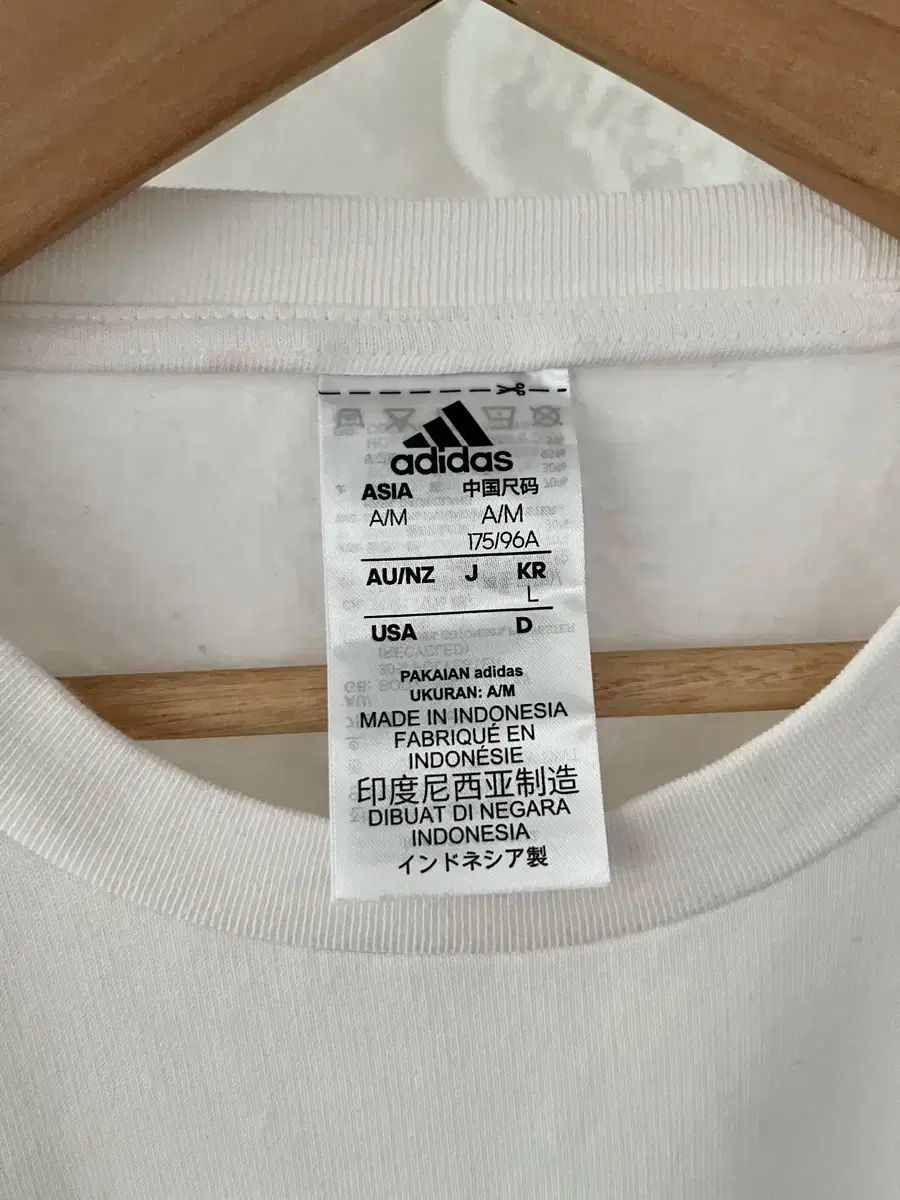 adidas
ASIA 中国尺码
A/M A/M
175/96A
AU/NZ J KR
L
USA D
PAKAIAN adidas
UKURAN: A/M
MADE IN INDONESIA
FABRIQUÉ EN
INDONÉSIE
印度尼西亚制造
DIBUAT DI NEGARA
INDONESIA
インドネシア製